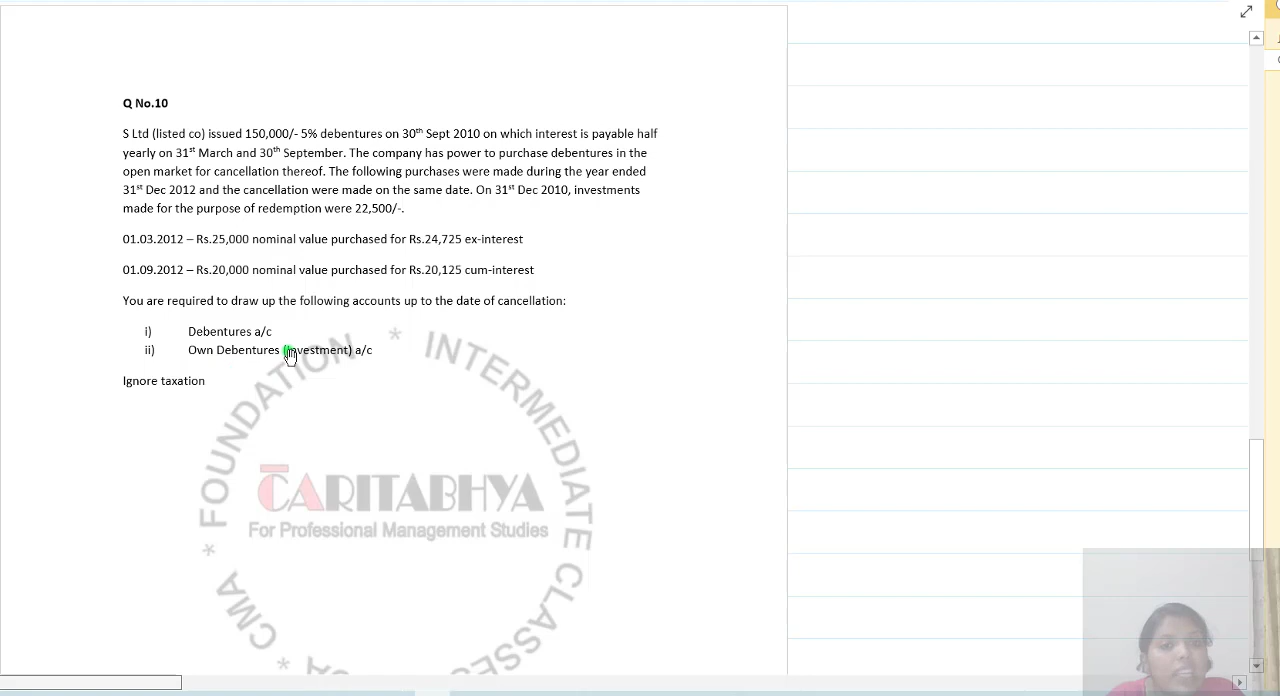 Q No.10
S Ltd (listed co) issued 150,000/- 5% debentures on 30th Sept 2010 on which interest is payable half
yearly on 31st March and 30th September. The company has power to purchase debentures in the
open market for cancellation thereof. The following purchases were made during the year ended
31st Dec 2012 and the cancellation were made on the same date. On 31st Dec 2010, investments
made for the purpose of redemption were 22,500/-.
01.03.2012 – Rs.25,000 nominal value purchased for Rs.24,725 ex-interest
01.09.2012 – Rs.20,000 nominal value purchased for Rs.20,125 cum-interest
You are required to draw up the following accounts up to the date of cancellation:
i) Debentures a/c
ii) Own Debentures (Investment) a/c
Ignore taxation
* FOUNDATION * INTERMEDIATE CLASSES * CMA *
CARITABHYA
For Professional Management Studies